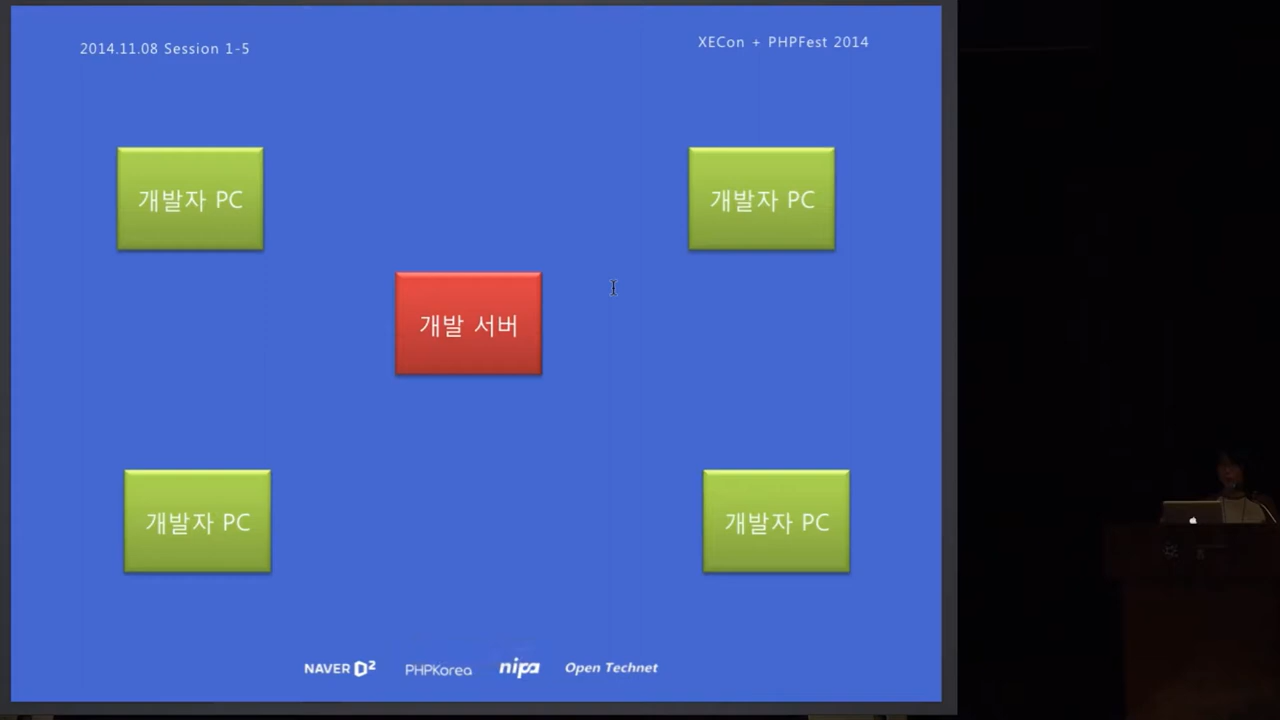 2014.11.08 Session 1-5
XECon + PHPFest 2014
개발자 PC
개발자 PC
개발 서버
개발자 PC
개발자 PC
NAVER D2
PHPKorea
nipa
Open Technet